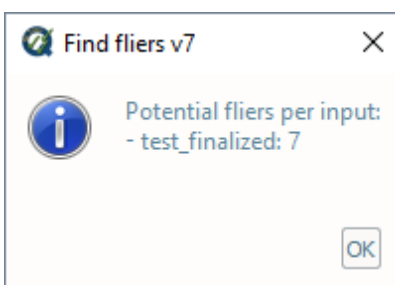 Find fliers v7
Potential fliers per input:
- test_finalized: 7
OK